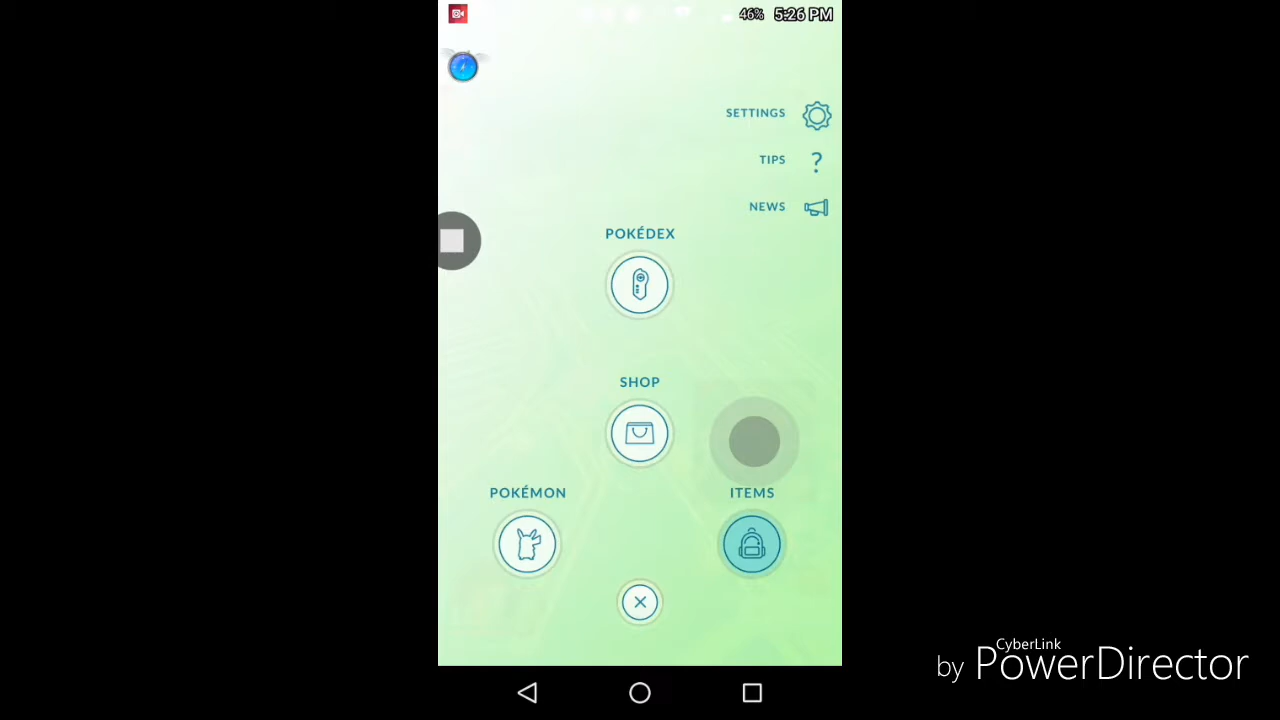 46% 5:26 PM
SETTINGS
TIPS ?
NEWS
POKÉDEX
SHOP
POKÉMON
ITEMS
CyberLink
by PowerDirector